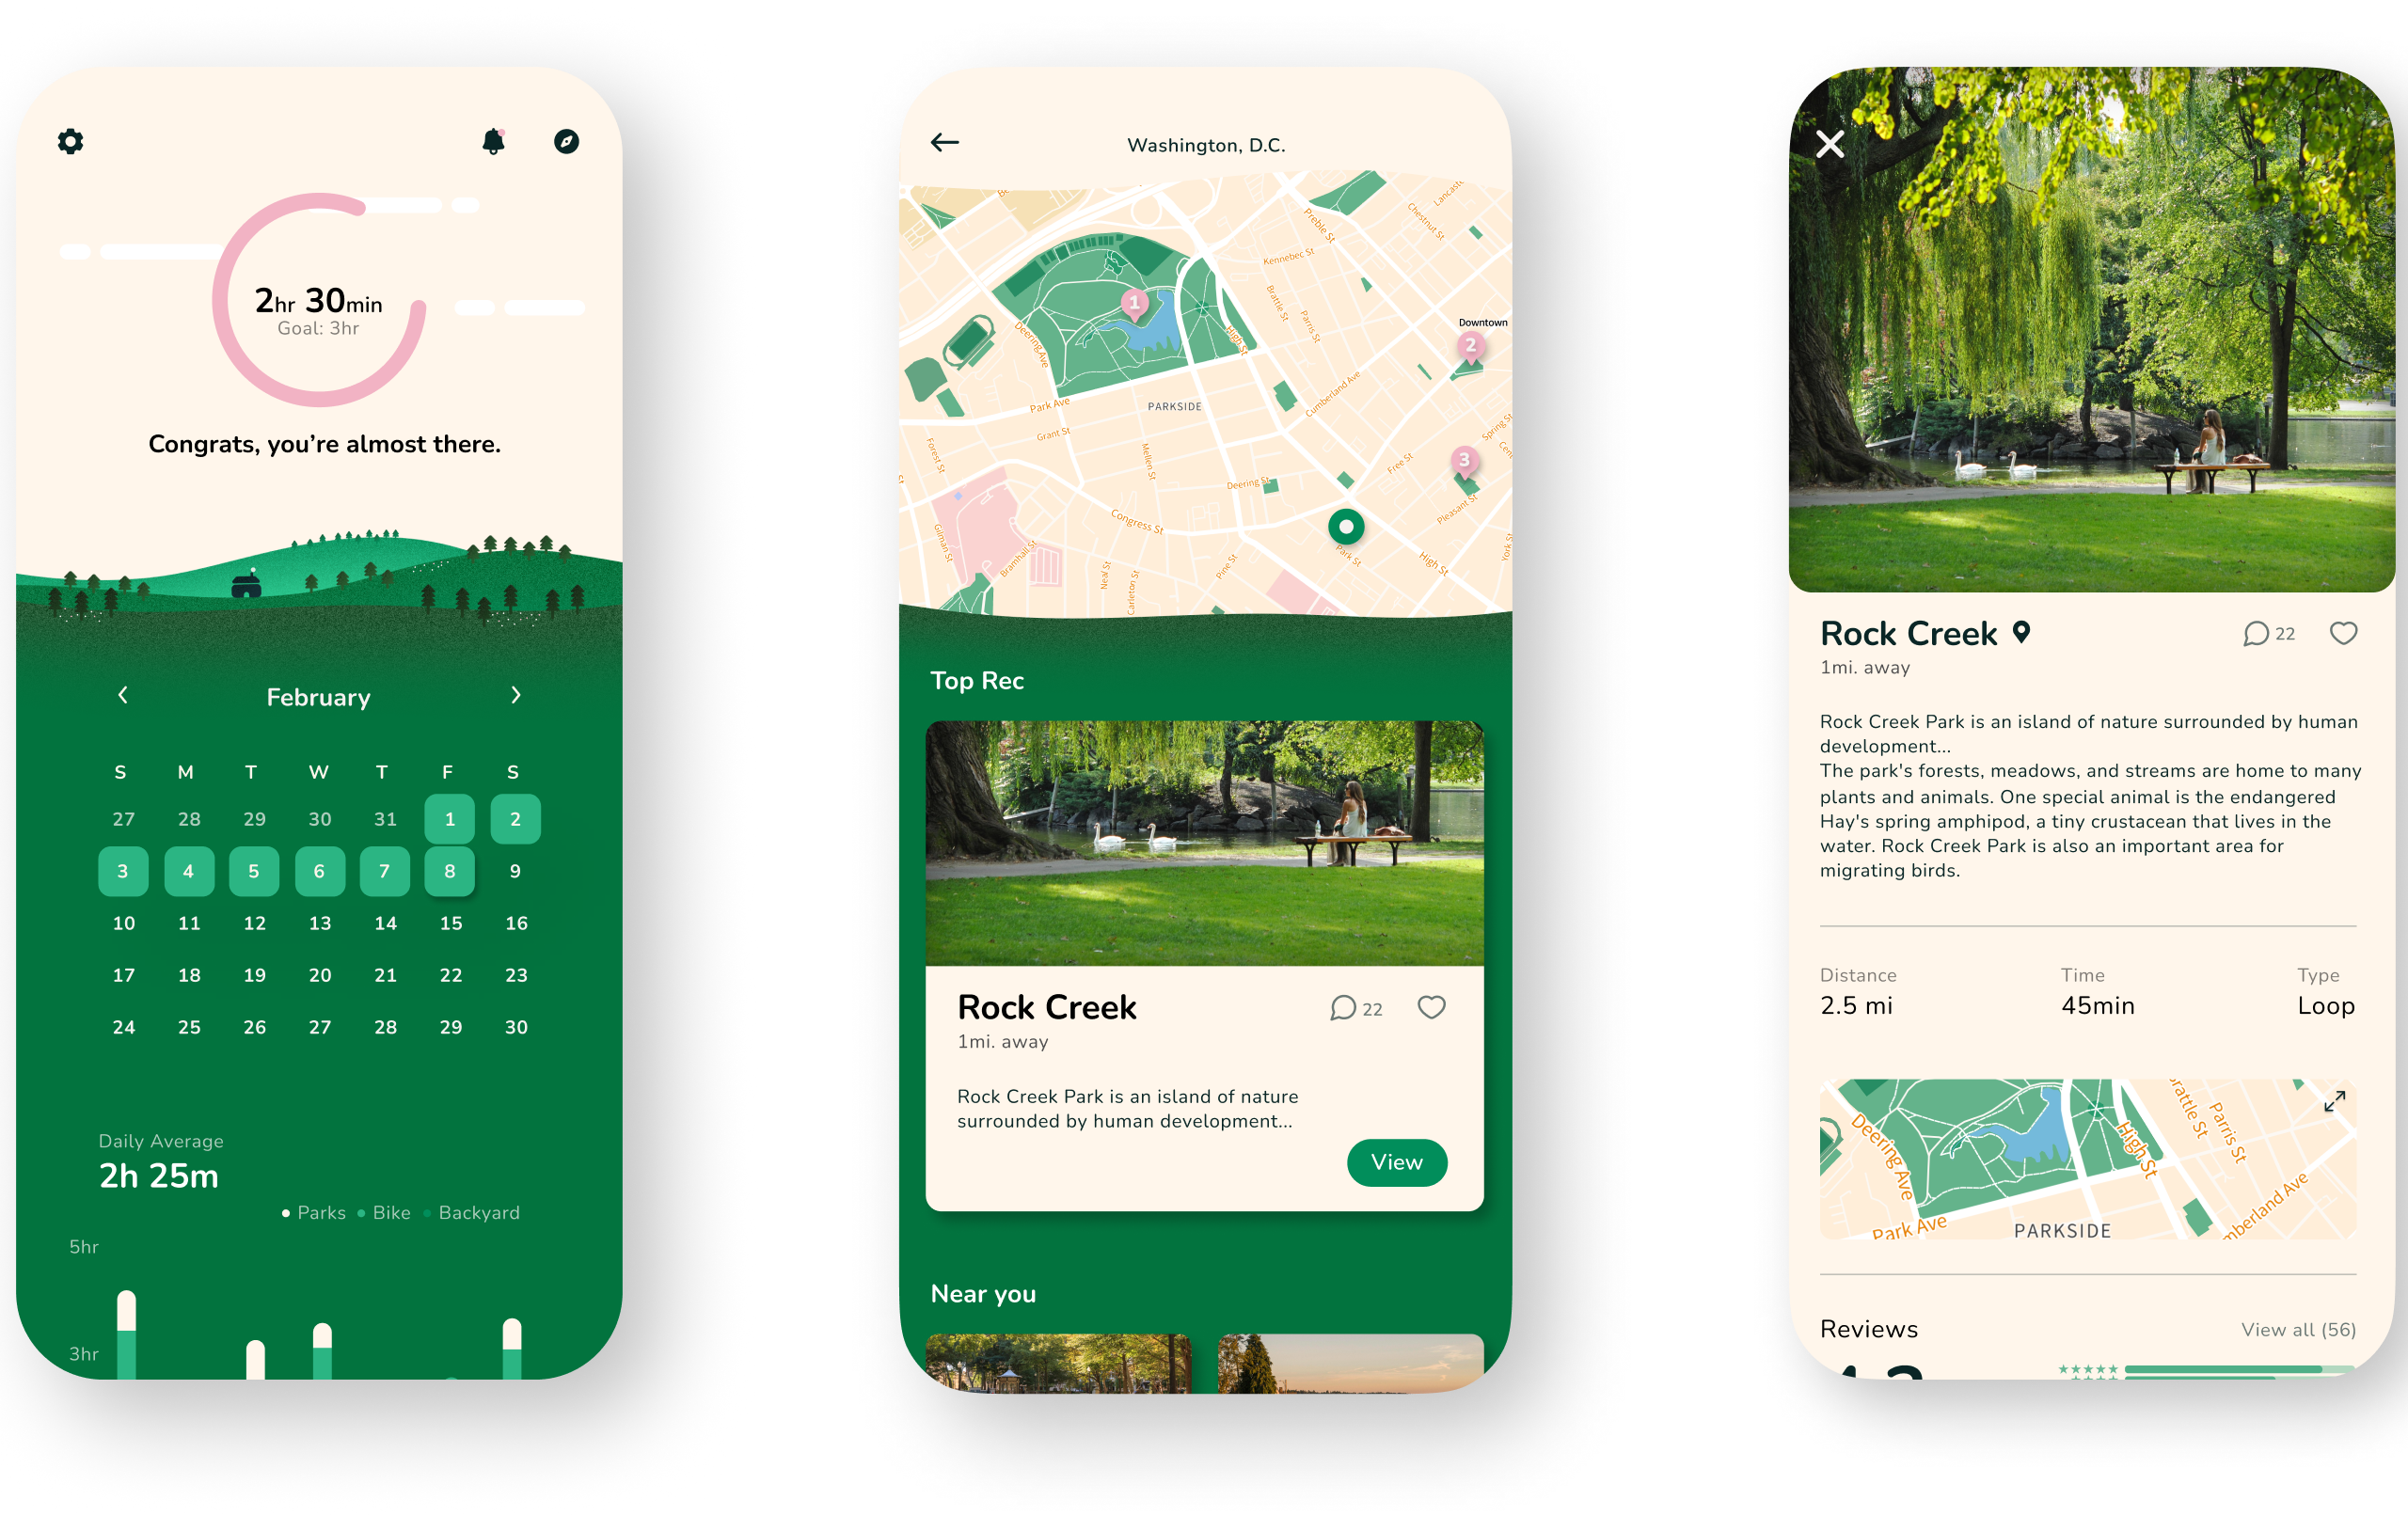 2hr 30min
Goal: 3hr
Congrats, you’re almost there.
February
S M T W T F S
27 28 29 30 31 1 2
3 4 5 6 7 8 9
10 11 12 13 14 15 16
17 18 19 20 21 22 23
24 25 26 27 28 29 30
Daily Average
2h 25m
Parks Bike Backyard
5hr
3hr
Washington, D.C.
Lancast
Chestnut St
Preble St
Kennebec St
Brattle St
Parris St
Downtown
1
2
Deering Ave
High St
Park Ave
PARKSIDE
Cumberland Ave
Grant St
Forest St
Mellen St
Spring St
3
Free St
Deering St
Pleasant St
Congress St
Gilman St
Bramhall St
Park St
High St
York S
Neal St
Carleton St
Pine St
Top Rec
Rock Creek
22
1mi. away
Rock Creek Park is an island of nature
surrounded by human development...
View
Near you
Rock Creek
22
1mi. away
Rock Creek Park is an island of nature surrounded by human
development...
The park's forests, meadows, and streams are home to many
plants and animals. One special animal is the endangered
Hay's spring amphipod, a tiny crustacean that lives in the
water. Rock Creek Park is also an important area for
migrating birds.
Distance Time Type
2.5 mi 45min Loop
Deering Ave
High St
rattle St
Parris St
Park Ave
PARKSIDE
mberland Ave
Reviews
View all (56)